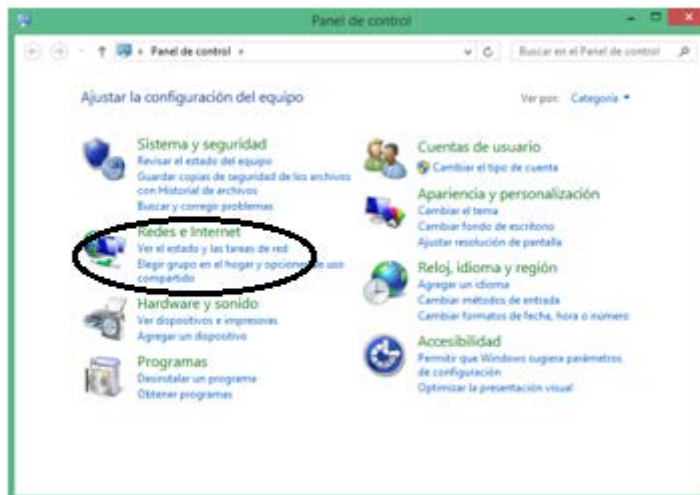 Panel de control
Panel de control
Buscar en el Panel de control
Ajustar la configuración del equipo
Ver por: Categoría
Sistema y seguridad
Revisar el estado del equipo
Guardar copias de seguridad de los archivos
con Historial de archivos
Buscar y corregir problemas
Redes e Internet
Ver el estado y las tareas de red
Elegir grupo en el hogar y opciones de uso
compartido
Hardware y sonido
Ver dispositivos e impresoras
Agregar un dispositivo
Programas
Desinstalar un programa
Obtener programas
Cuentas de usuario
Cambiar el tipo de cuenta
Apariencia y personalización
Cambiar el tema
Cambiar fondo de escritorio
Ajustar resolución de pantalla
Reloj, idioma y región
Agregar un idioma
Cambiar métodos de entrada
Cambiar formatos de fecha, hora o número
Accesibilidad
Permitir que Windows sugiera parámetros
de configuración
Optimizar la presentación visual